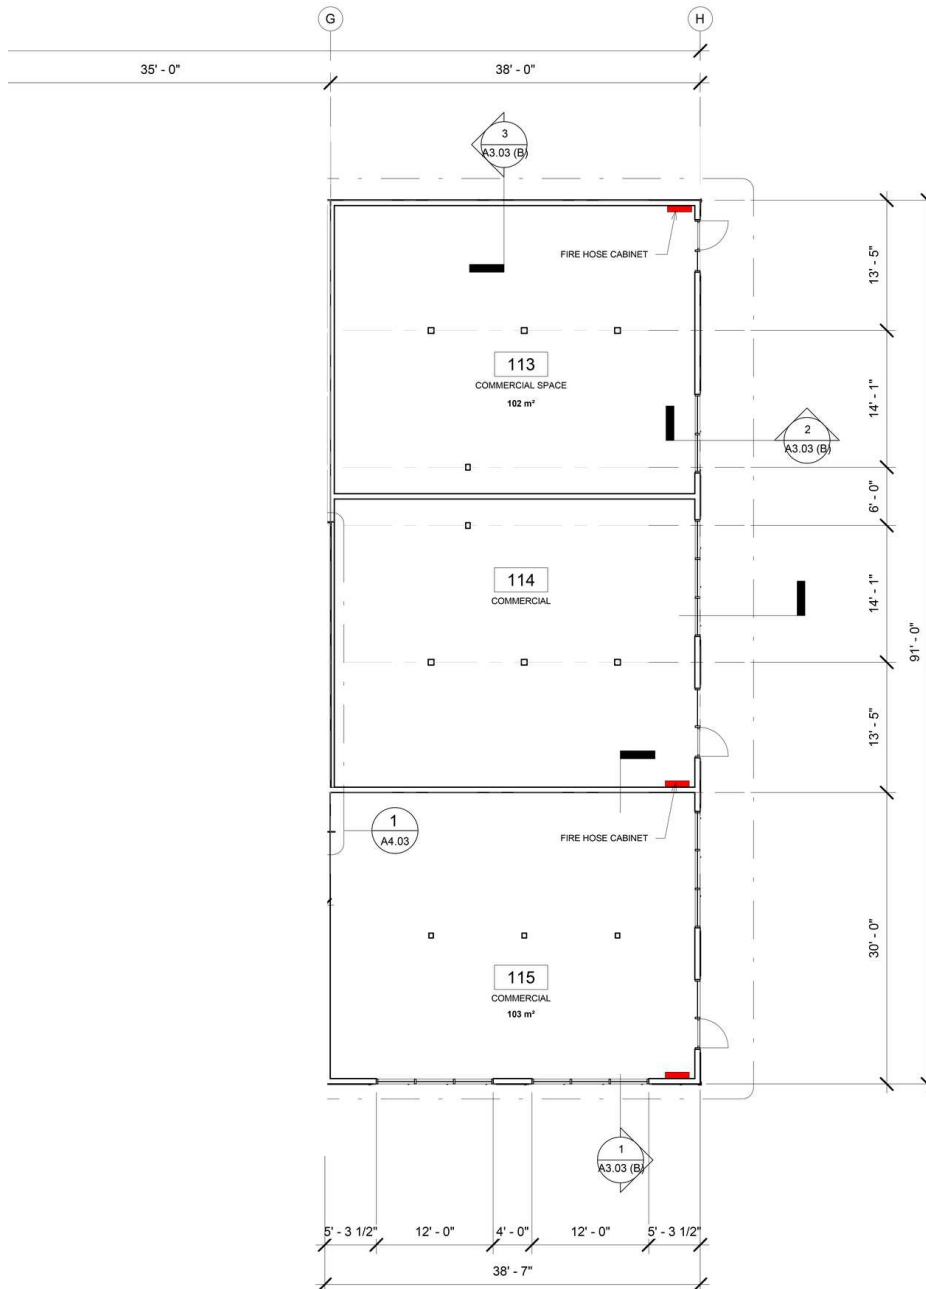 G
H
35' - 0"
38' - 0"
3
A3.03 (B)
FIRE HOSE CABINET
13' - 5"
113
COMMERCIAL SPACE
102 m²
14' - 1"
2
A3.03 (B)
6' - 0"
114
COMMERCIAL
14' - 1"
91' - 0"
13' - 5"
1
A4.03
FIRE HOSE CABINET
30' - 0"
115
COMMERCIAL
103 m²
1
A3.03 (B)
5' - 3 1/2"
12' - 0"
4' - 0"
12' - 0"
5' - 3 1/2"
38' - 7"